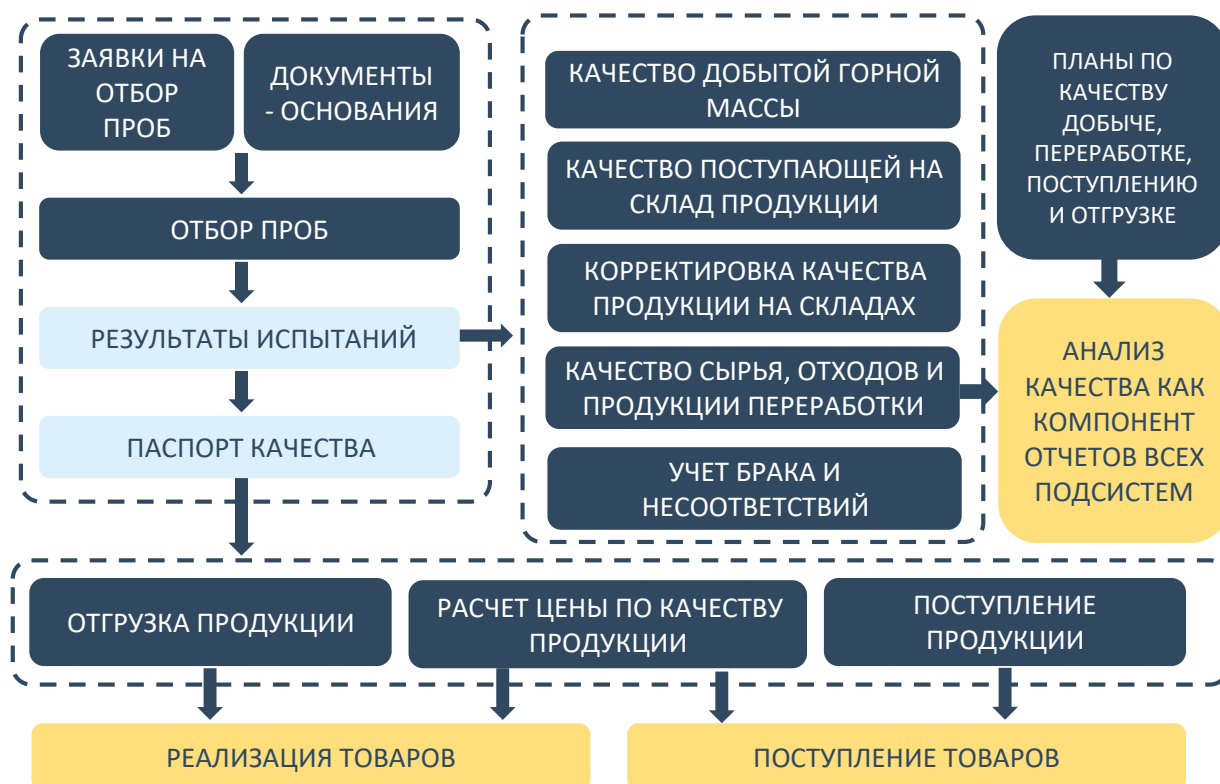 ЗАЯВКИ НА
ОТБОР
ПРОБ
ДОКУМЕНТЫ
- ОСНОВАНИЯ
ОТБОР ПРОБ
РЕЗУЛЬТАТЫ ИСПЫТАНИЙ
ПАСПОРТ КАЧЕСТВА
КАЧЕСТВО ДОБЫТОЙ ГОРНОЙ
МАССЫ
КАЧЕСТВО ПОСТУПАЮЩЕЙ НА
СКЛАД ПРОДУКЦИИ
КОРРЕКТИРОВКА КАЧЕСТВА
ПРОДУКЦИИ НА СКЛАДАХ
КАЧЕСТВО СЫРЬЯ, ОТХОДОВ И
ПРОДУКЦИИ ПЕРЕРАБОТКИ
УЧЕТ БРАКА И
НЕСООТВЕТСТВИЙ
ПЛАНЫ ПО
КАЧЕСТВУ
ДОБЫЧЕ,
ПЕРЕРАБОТКЕ,
ПОСТУПЛЕНИЮ
И ОТГРУЗКЕ
АНАЛИЗ
КАЧЕСТВА КАК
КОМПОНЕНТ
ОТЧЕТОВ ВСЕХ
ПОДСИСТЕМ
ОТГРУЗКА ПРОДУКЦИИ
РАСЧЕТ ЦЕНЫ ПО КАЧЕСТВУ
ПРОДУКЦИИ
ПОСТУПЛЕНИЕ
ПРОДУКЦИИ
РЕАЛИЗАЦИЯ ТОВАРОВ
ПОСТУПЛЕНИЕ ТОВАРОВ